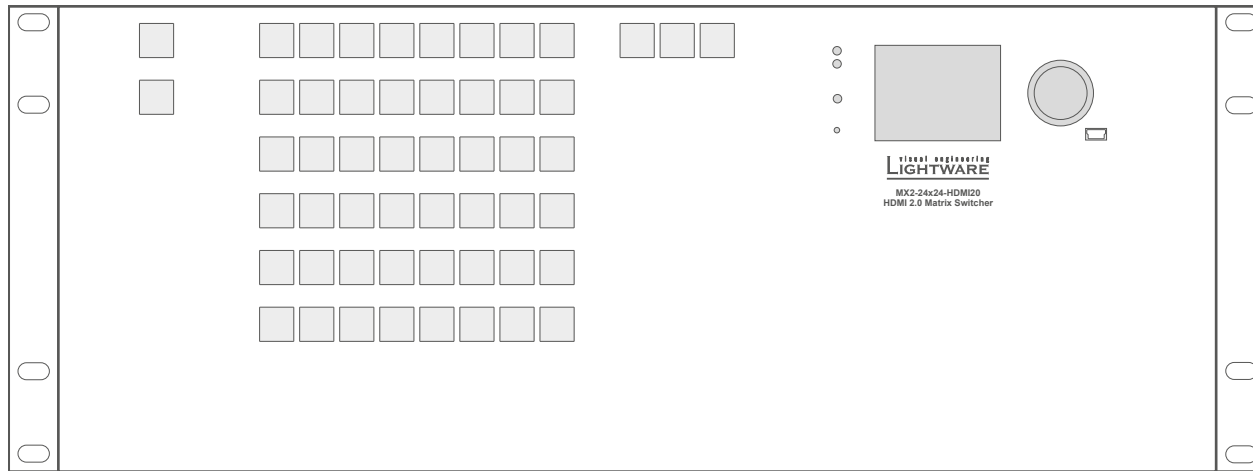 visual engineering
LIGHTWARE
MX2-24x24-HDMI20
HDMI 2.0 Matrix Switcher